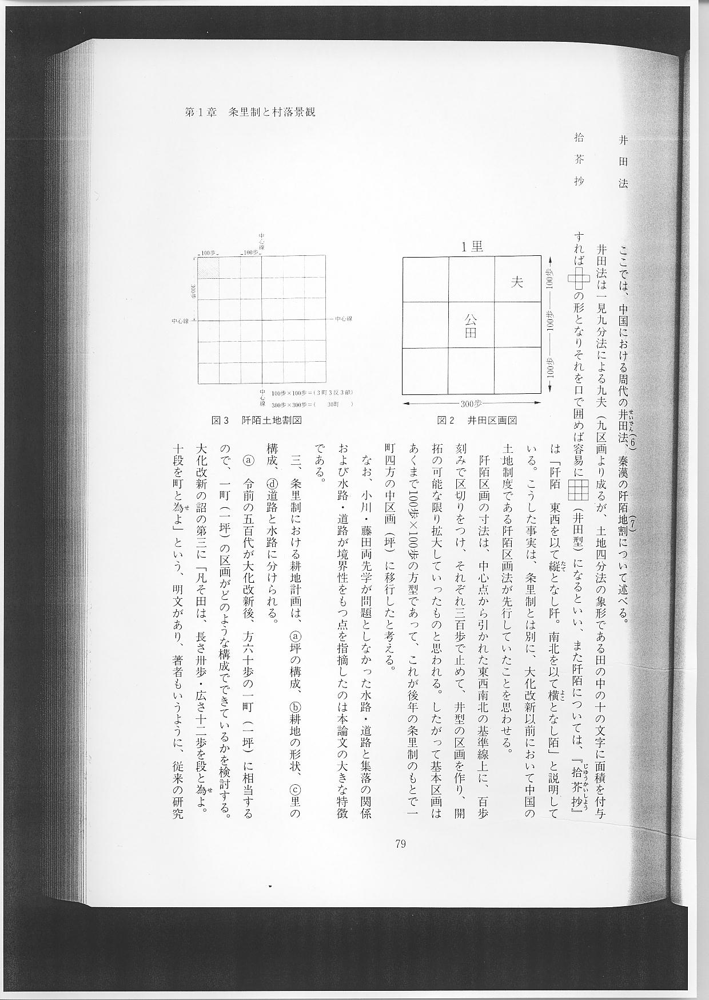 第1章　条里制と村落景観
井田法
拾芥抄
ここでは、中国における周代の井田法(6)、秦漢の阡陌地割(7)について述べる。
せいでん
井田法は一見九分法による九夫（九区画より成るが、土地四分法の象形である田の中の十の文字に面積を付与
すればの形となりそれを口で囲めば容易に（井田型）になるといい、また阡陌については、『拾芥抄』
じゆうかいしよう
は「阡陌　東西を以て縦となし阡。南北を以て横となし陌」と説明して
たて
よこ
いる。こうした事実は、条里制とは別に、大化改新以前において中国の
土地制度である阡陌区画法が先行していたことを思わせる。
阡陌区画の寸法は、中心点から引かれた東西南北の基準線上に、百歩
刻みで区切りをつけ、それぞれ三百歩で止めて、井型の区画を作り、開
拓の可能な限り拡大していったものと思われる。したがって基本区画は
あくまで100歩×100歩の方型であって、これが後年の条里制のもとで一
町四方の中区画（坪）に移行したと考える。
なお、小川・藤田両先学が問題としなかった水路・道路と集落の関係
および水路・道路が境界性をもつ点を指摘したのは本論文の大きな特徴
である。
三、条里制における耕地計画は、ⓐ坪の構成、ⓑ耕地の形状、ⓒ里の
構成、ⓓ道路と水路に分けられる。
ⓐ　令前の五百代が大化改新後、方六十歩の一町（一坪）に相当する
ので、一町（一坪）の区画がどのような構成でできているかを検討する。
大化改新の詔の第三に「凡そ田は、長さ卅歩・広さ十二歩を段と為よ。
せ
十段を町と為よ」という、明文があり、著者もいうように、従来の研究
せ
1里
夫
公田
100歩
100歩
100歩
300歩
図2　井田区画図
中心線
100歩
100歩
300歩
中心線
中心線
中心線
100歩×100歩＝(3町3反3畝)
300歩×300歩＝(　30町　)
図3　阡陌土地割図
79